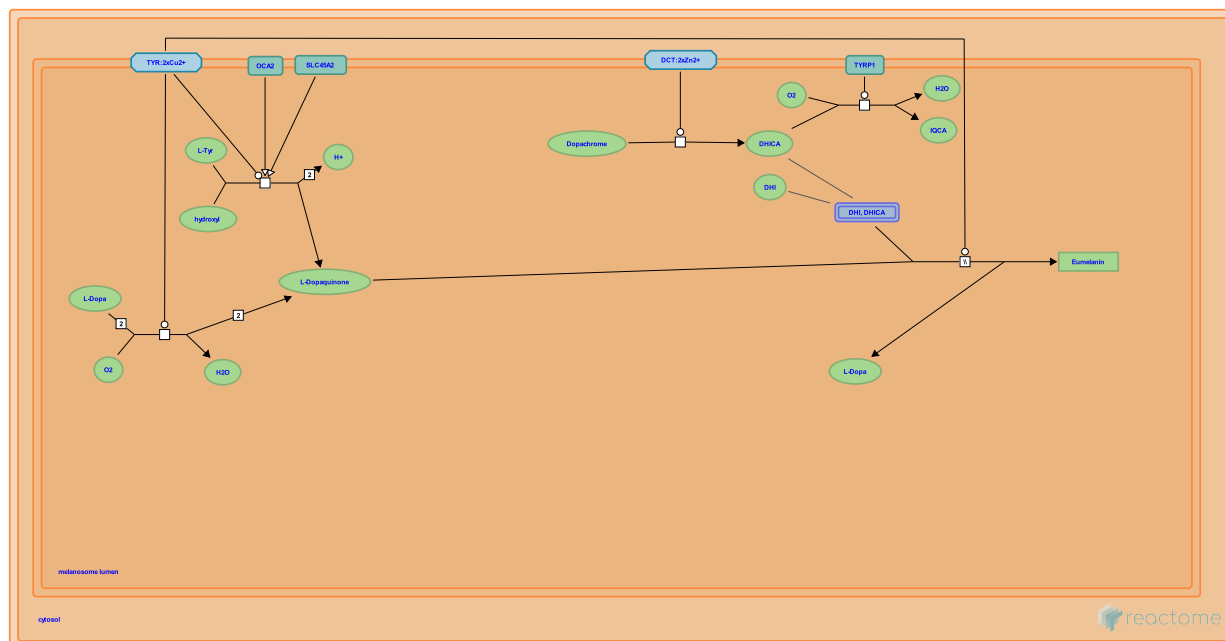 TYR:2xCu2+
OCA2
SLC45A2
DCT:2xZn2+
TYRP1
O2
H2O
IQCA
L-Tyr
H+
2
Dopachrome
DHICA
DHI
hydroxyl
DHI, DHICA
\\
Eumelanin
L-Dopaquinone
L-Dopa
2
2
O2
H2O
L-Dopa
melanosome lumen
cytosol
reactome